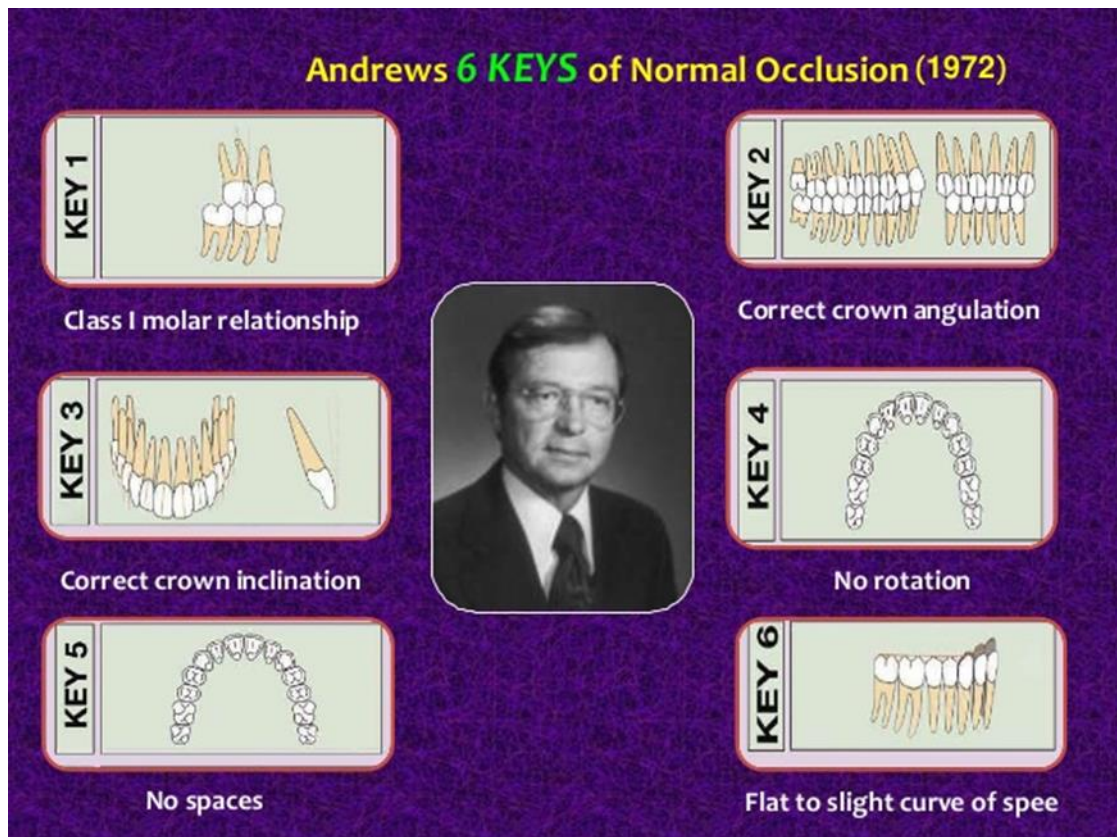 Andrews 6 KEYS of Normal Occlusion (1972)
KEY 1
Class I molar relationship
KEY 2
Correct crown angulation
KEY 3
Correct crown inclination
KEY 4
No rotation
KEY 5
No spaces
KEY 6
Flat to slight curve of spee